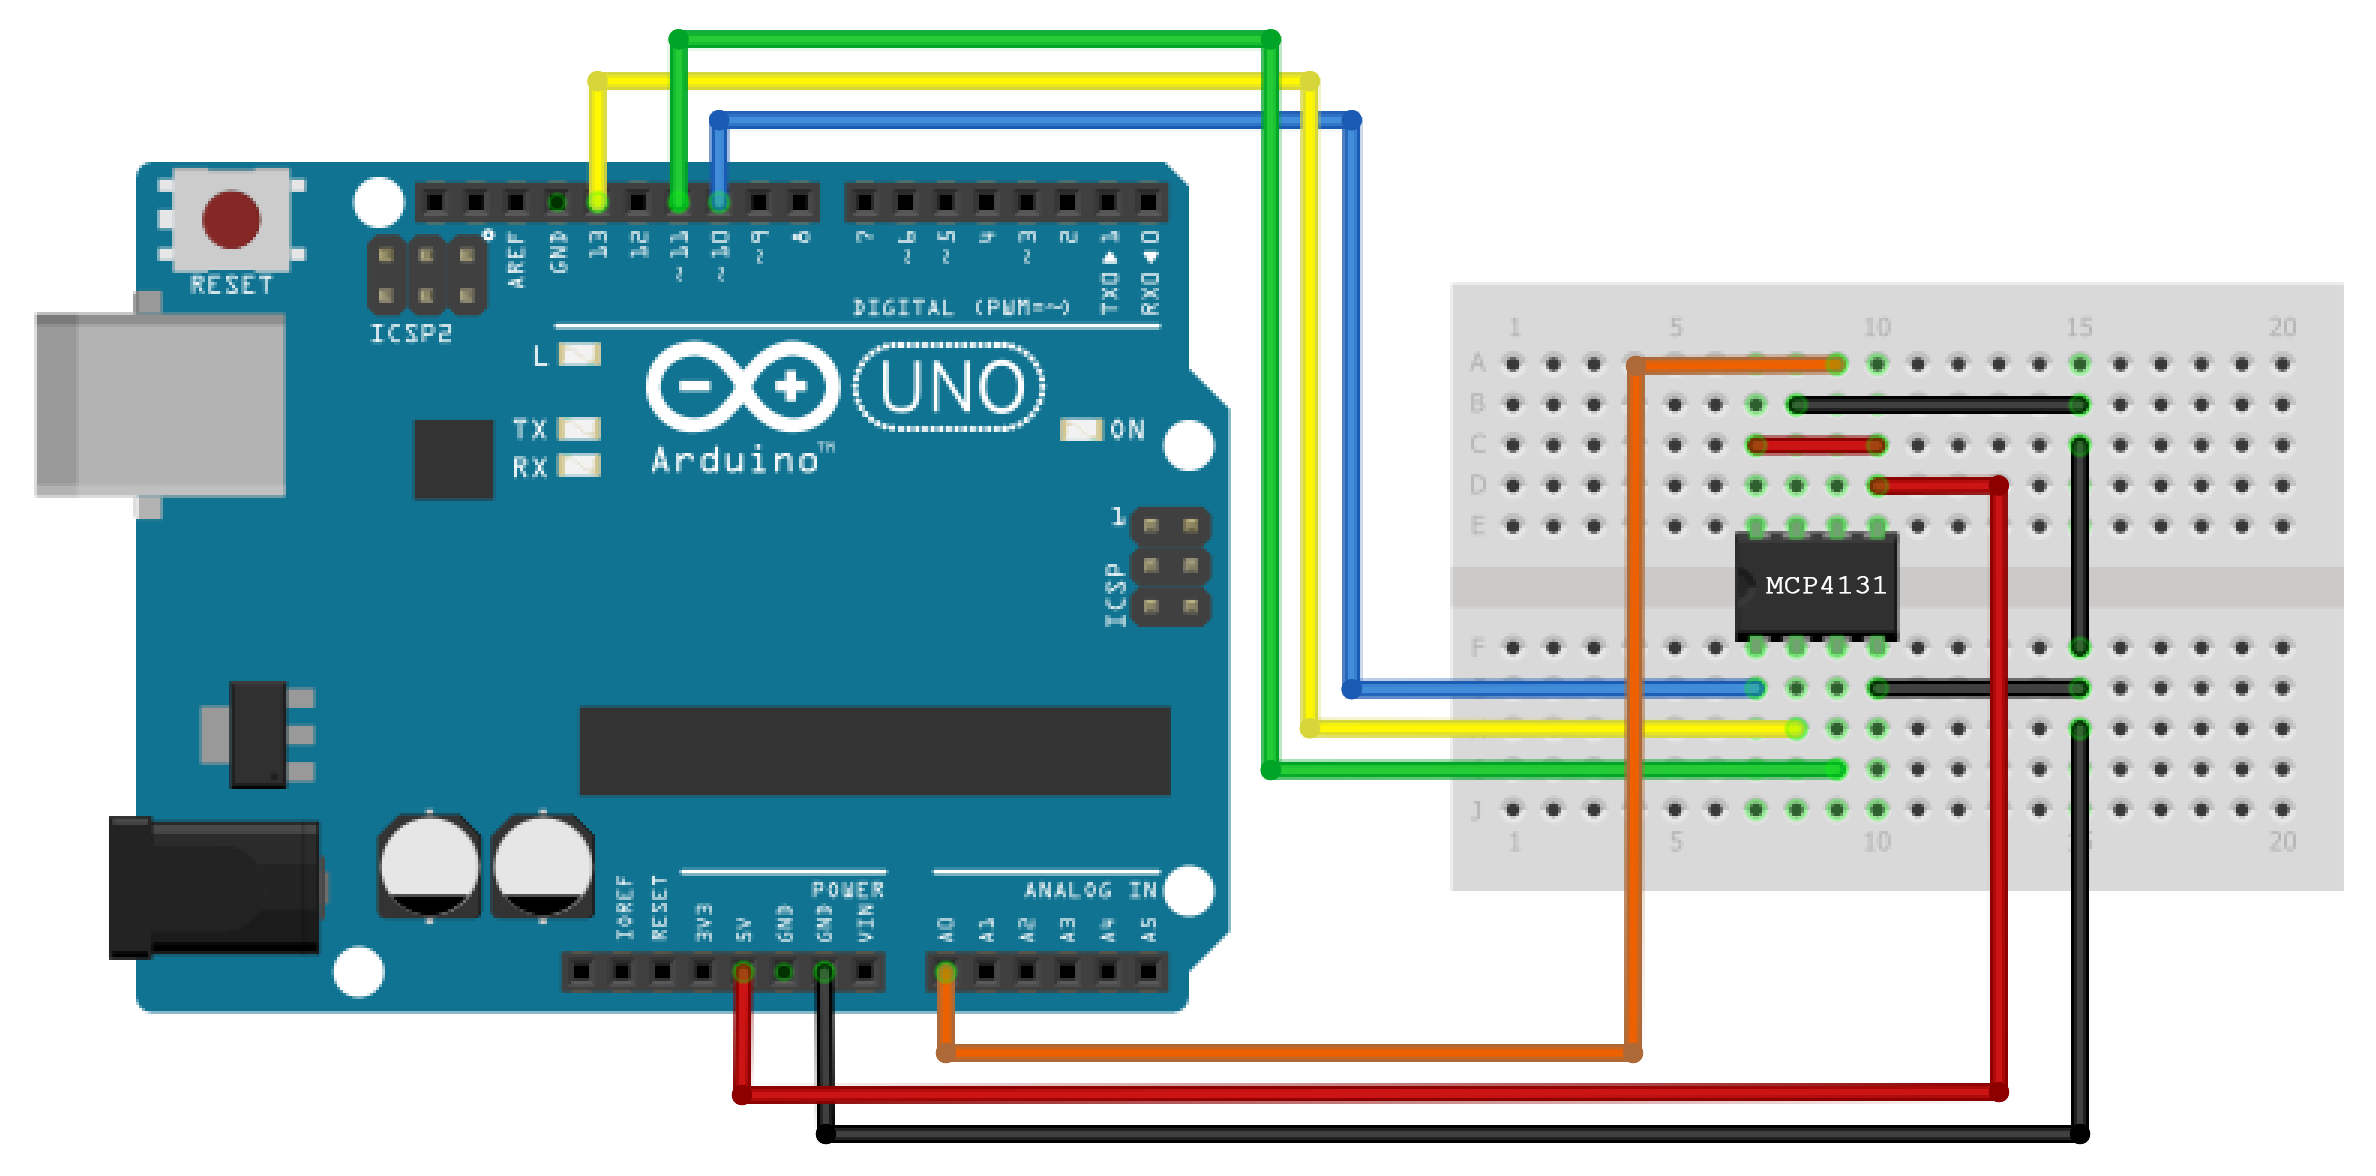 RESET
ICSP2
AREF
GND
13
12
~11
~10
~9
8
7
~6
~5
4
~3
2
TX0 ▶ 1
RX0 ◀ 0
DIGITAL (PWM=~)
L
TX
RX
UNO
Arduino™
ON
1
ICSP
IOREF
RESET
3V3
5V
GND
GND
VIN
POWER
ANALOG IN
A0
A1
A2
A3
A4
A5
1 5 10 15 20
A
B
C
D
E
MCP4131
F
J
1 5 10 20